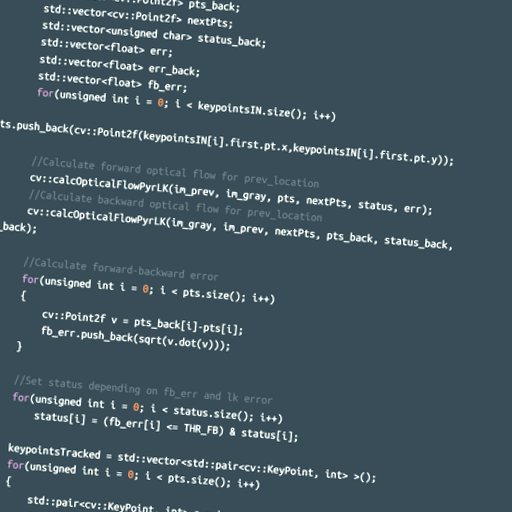 pts_back;
std::vector<cv::Point2f> nextPts;
std::vector<unsigned char> status_back;
std::vector<float> err;
std::vector<float> err_back;
std::vector<float> fb_err;
for(unsigned int i = 0; i < keypointsIN.size(); i++)
ts.push_back(cv::Point2f(keypointsIN[i].first.pt.x,keypointsIN[i].first.pt.y));
//Calculate forward optical flow for prev_location
cv::calcOpticalFlowPyrLK(im_prev, im_gray, pts, nextPts, status, err);
//Calculate backward optical flow for prev_location
cv::calcOpticalFlowPyrLK(im_gray, im_prev, nextPts, pts_back, status_back,
_back);
//Calculate forward-backward error
for(unsigned int i = 0; i < pts.size(); i++)
{
cv::Point2f v = pts_back[i]-pts[i];
fb_err.push_back(sqrt(v.dot(v)));
}
//Set status depending on fb_err and lk error
for(unsigned int i = 0; i < status.size(); i++)
status[i] = (fb_err[i] <= THR_FB) & status[i];
keypointsTracked = std::vector<std::pair<cv::KeyPoint, int> >();
for(unsigned int i = 0; i < pts.size(); i++)
{
std::pair<cv::KeyPoint,